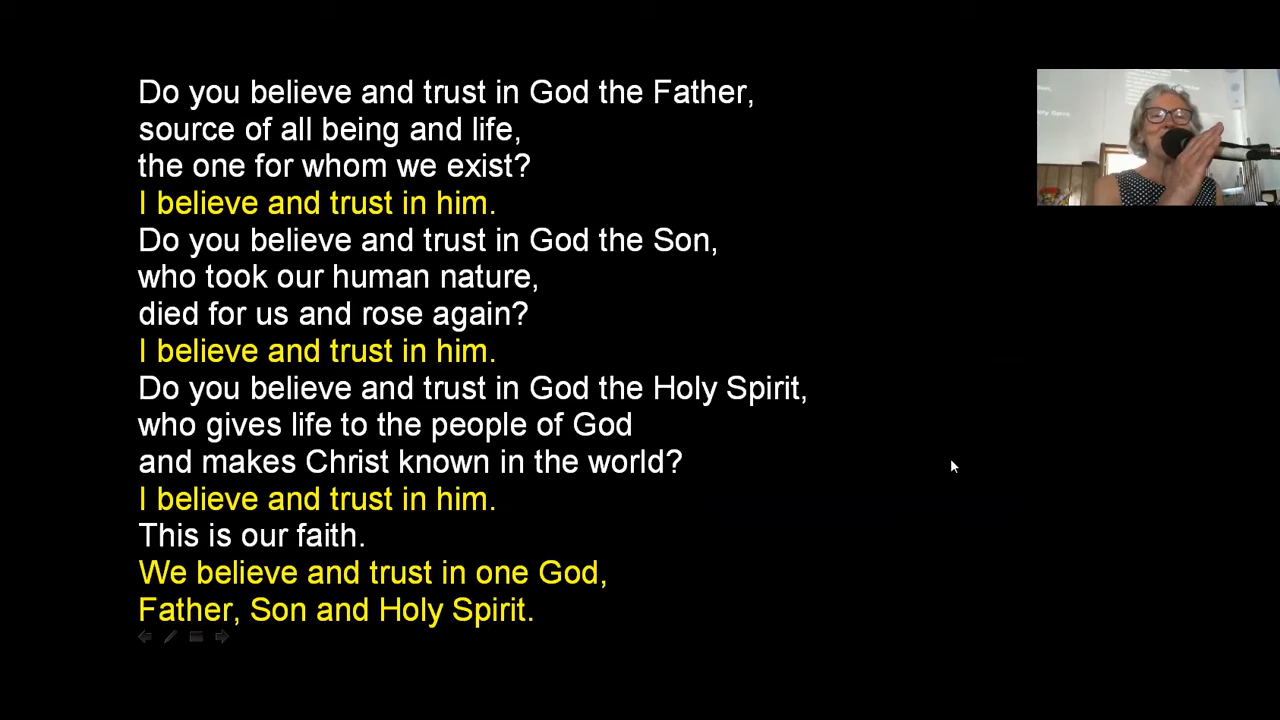 Do you believe and trust in God the Father,
source of all being and life,
the one for whom we exist?
I believe and trust in him.
Do you believe and trust in God the Son,
who took our human nature,
died for us and rose again?
I believe and trust in him.
Do you believe and trust in God the Holy Spirit,
who gives life to the people of God
and makes Christ known in the world?
I believe and trust in him.
This is our faith.
We believe and trust in one God,
Father, Son and Holy Spirit.